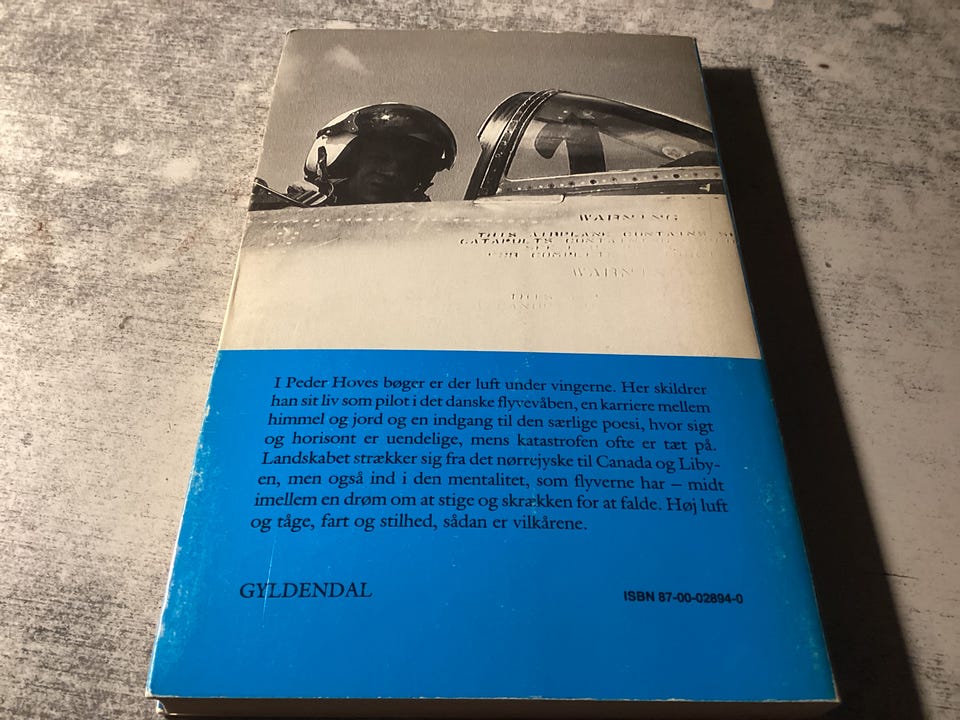 WARNING
THIS AIRPLANE CONTAINS
CATAPULTS CONTAIN
FOR COMPLETE
I Peder Hoves bøger er der luft under vingerne. Her skildrer
han sit liv som pilot i det danske flyvevåben, en karriere mellem
himmel og jord og en indgang til den særlige poesi, hvor sigt
og horisont er uendelige, mens katastrofen ofte er tæt på.
Landskabet strækker sig fra det nørrejyske til Canada og Liby-
en, men også ind i den mentalitet, som flyverne har – midt
imellem en drøm om at stige og skrækken for at falde. Høj luft
og tåge, fart og stilhed, sådan er vilkårene.
GYLDENDAL
ISBN 87-00-02894-0